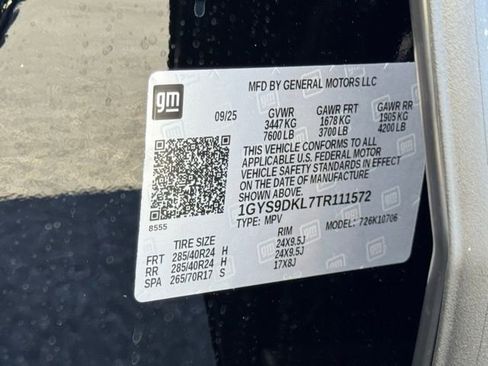 gm
MFD BY GENERAL MOTORS LLC
09/25 GVWR GAWR FRT GAWR RR
3447 KG 1678 KG 1905 KG
7600 LB 3700 LB 4200 LB
THIS VEHICLE CONFORMS TO ALL
APPLICABLE U.S. FEDERAL MOTOR
VEHICLE SAFETY STANDARDS IN EFFECT
ON THE DATE OF MANUFACTURE
SHOWN ABOVE.
1GYS9DKL7TR111572
8555 TYPE: MPV MODEL: 726K10706
TIRE SIZE RIM
FRT 285/40R24 H 24X9.5J
RR 285/40R24 H 24X9.5J
SPA 265/70R17 S 17X8J